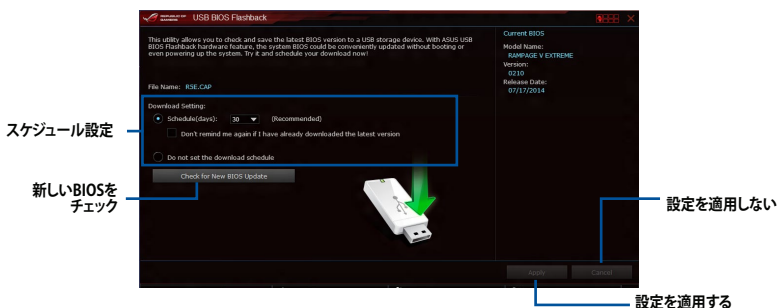 REPUBLIC OF GAMERS USB BIOS Flashback
This utility allows you to check and save the latest BIOS version to a USB storage device. With ASUS USB
BIOS Flashback hardware feature, the system BIOS could be conveniently updated without booting or
even powering up the system. Try it and schedule your download now!
File Name: R5E.CAP
Download Setting:
Schedule(days): 30 (Recommended)
Don't remind me again if I have already downloaded the latest version
Do not set the download schedule
Check for New BIOS Update
Current BIOS
Model Name:
RAMPAGE V EXTREME
Version:
0210
Release Date:
07/17/2014
Apply
Cancel
スケジュール設定
新しいBIOSを
チェック
設定を適用しない
設定を適用する